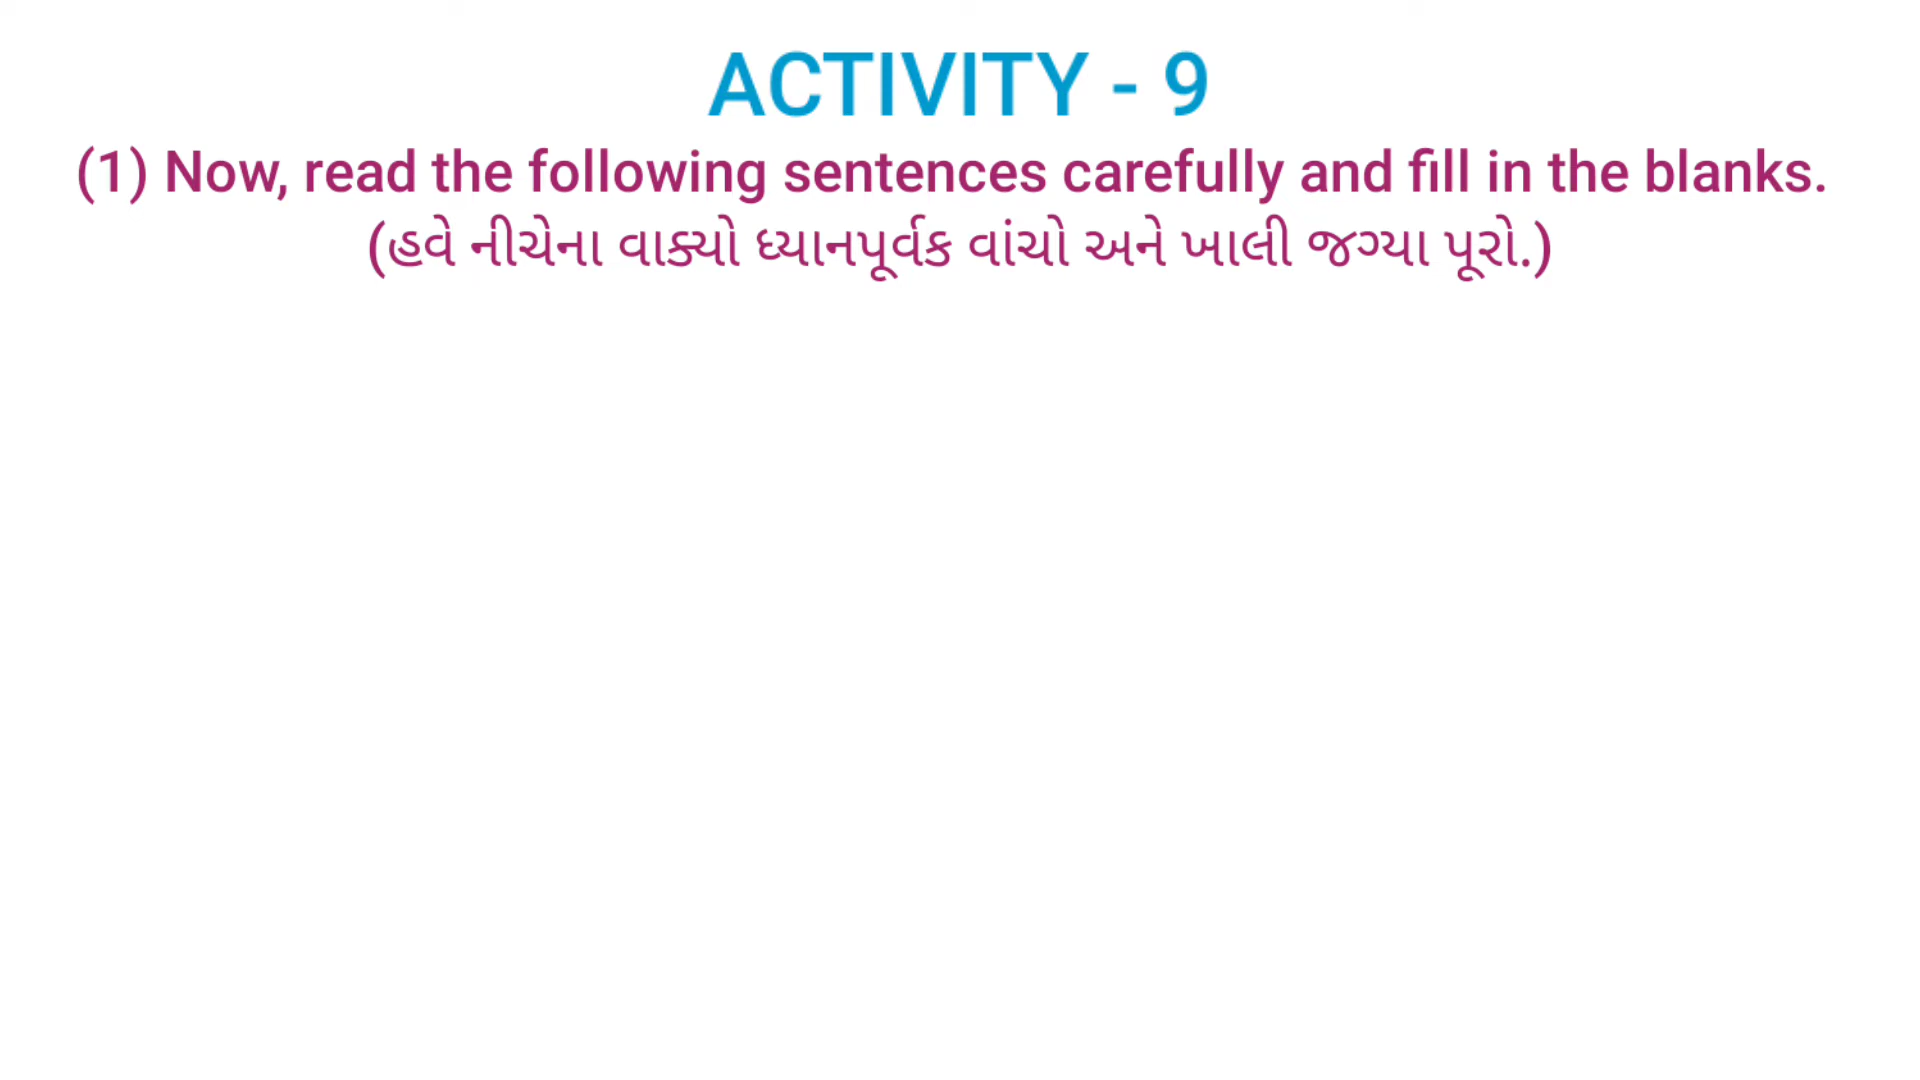 ACTIVITY - 9
(1) Now, read the following sentences carefully and fill in the blanks.
(હવે નીચેના વાક્યો ધ્યાનપૂર્વક વાંચો અને ખાલી જગ્યા પૂરો.)